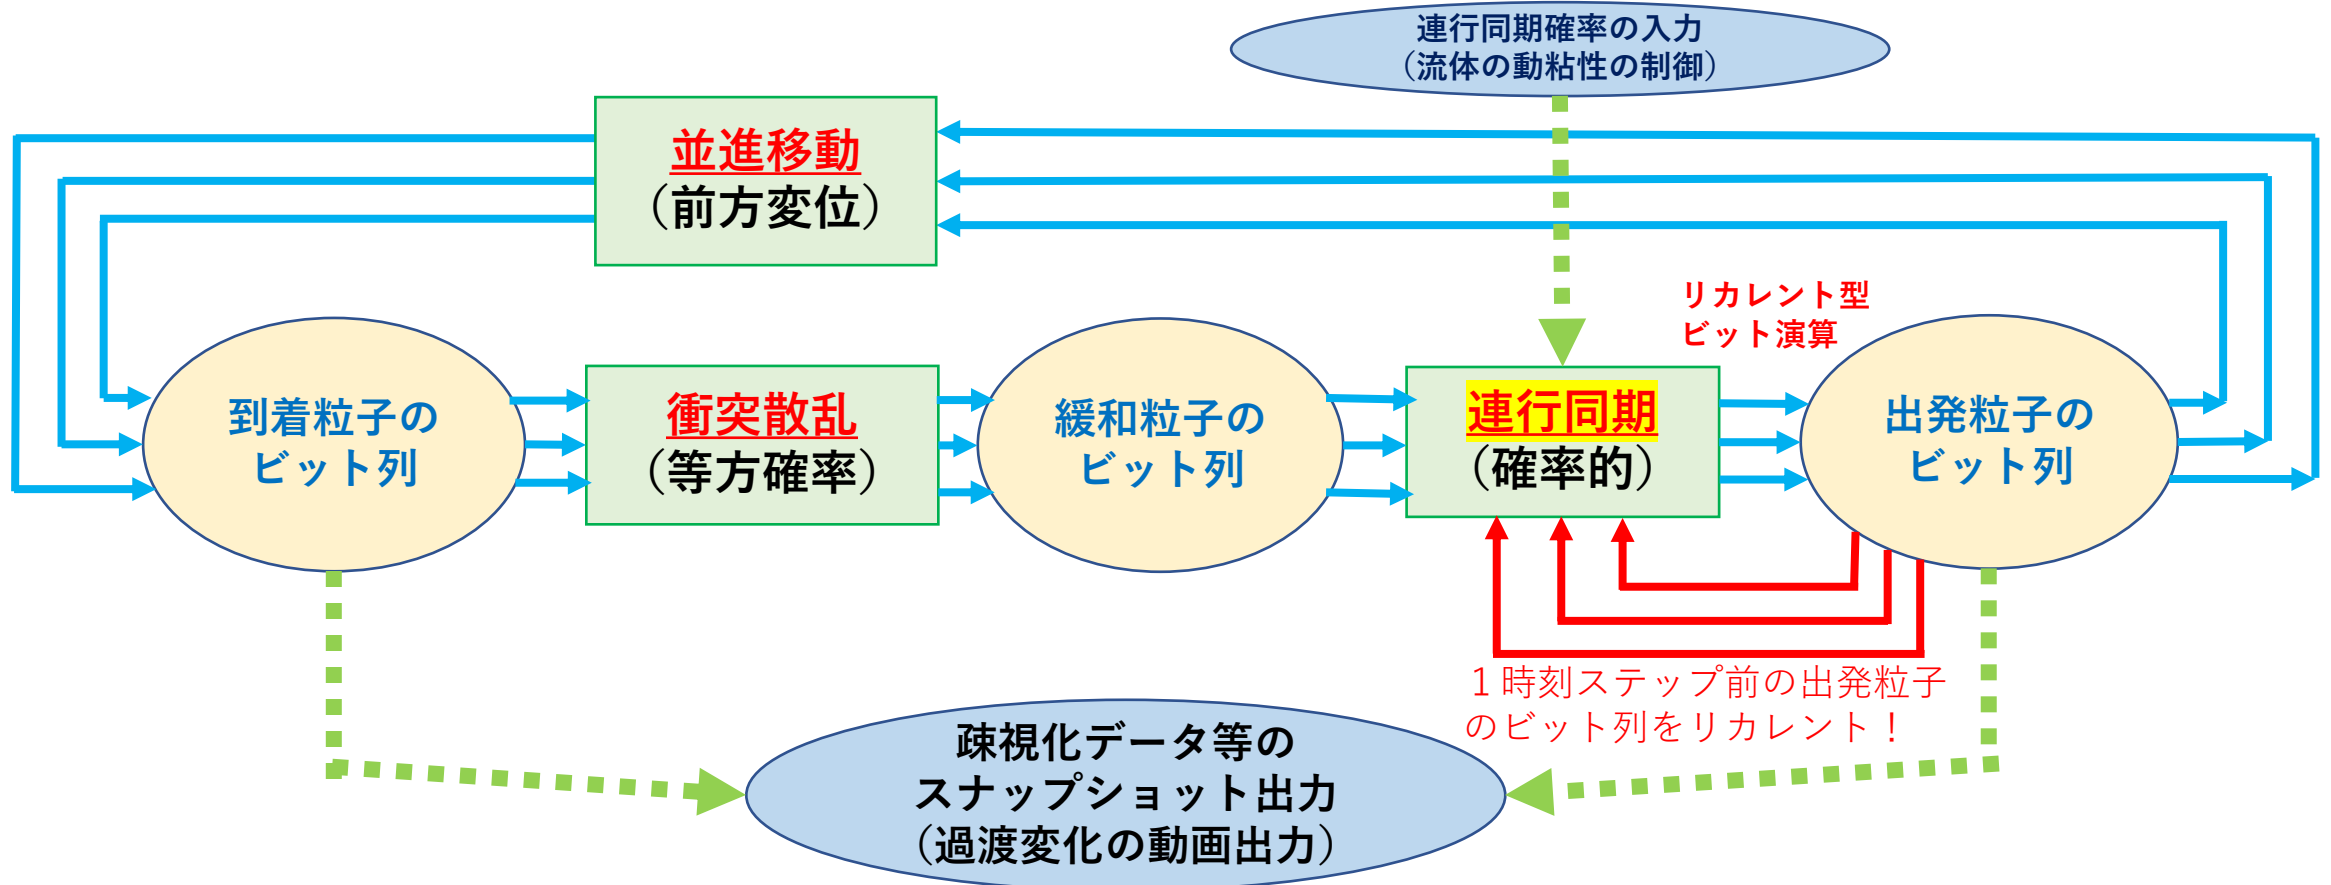 連行同期確率の入力
（流体の動粘性の制御）
並進移動
（前方変位）
リカレント型
ビット演算
到着粒子の
ビット列
衝突散乱
（等方確率）
緩和粒子の
ビット列
連行同期
（確率的）
出発粒子の
ビット列
１時刻ステップ前の出発粒子
のビット列をリカレント！
疎視化データ等の
スナップショット出力
（過渡変化の動画出力）